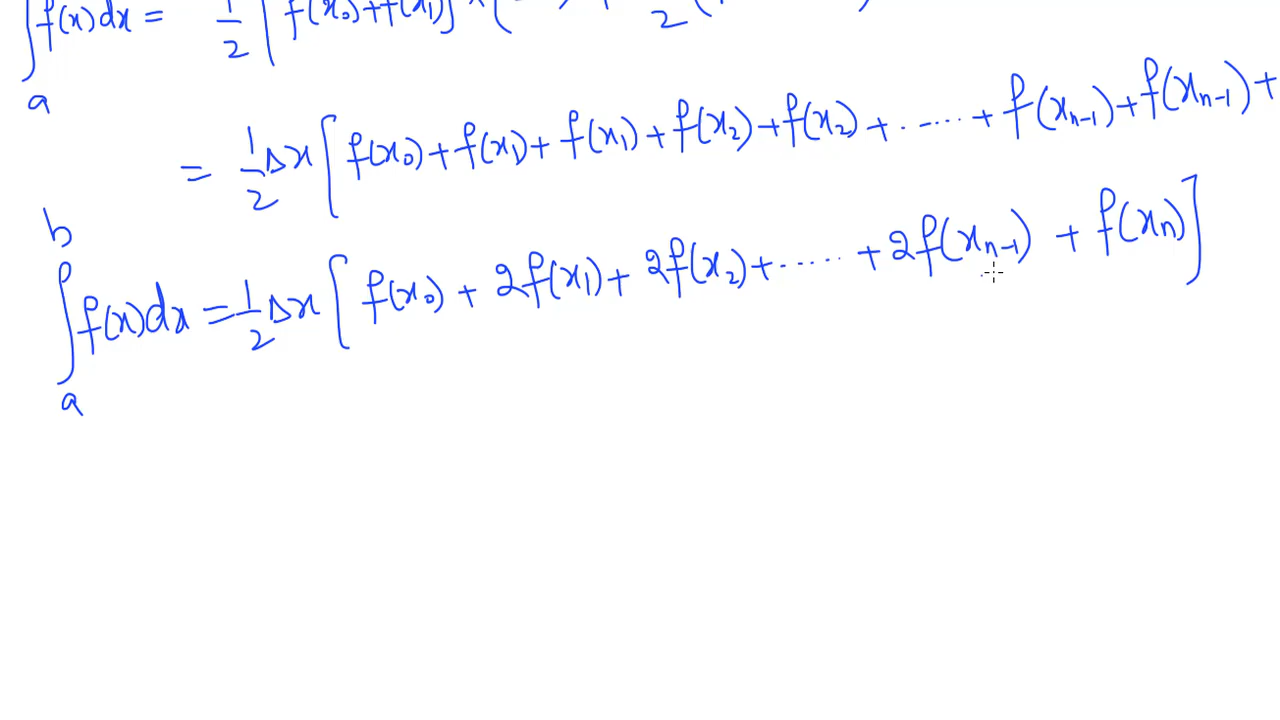 ∫ₐ f(x)dx = 1/2 [f(x₀)+f(x₁)]
= 1/2 Δx [f(x₀)+f(x₁)+f(x₁)+f(x₂)+f(x₂)+.....+f(xₙ₋₁)+f(xₙ₋₁)+
∫ₐᵇ f(x)dx = 1/2 Δx [f(x₀) + 2f(x₁)+ 2f(x₂)+..... +2f(xₙ₋₁) + f(xₙ)]